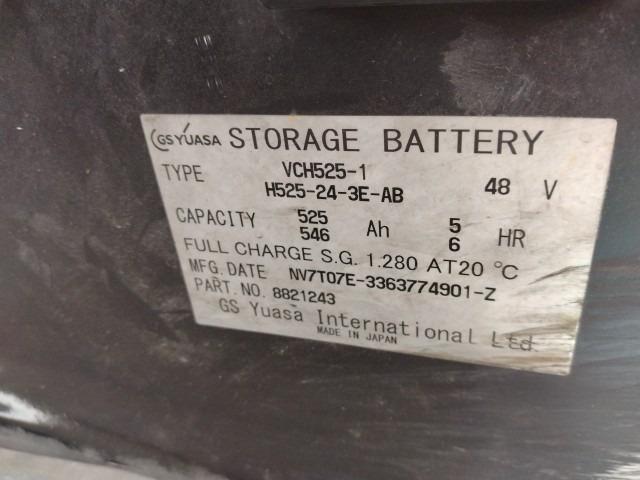 GS YUASA STORAGE BATTERY
TYPE VCH525-1
H525-24-3E-AB 48 V
CAPACITY 525 Ah 5 HR
546 6
FULL CHARGE S.G. 1.280 AT20 °C
MFG.DATE NV7T07E-3363774901-Z
PART.NO. 8821243
GS Yuasa International Ltd.
MADE IN JAPAN